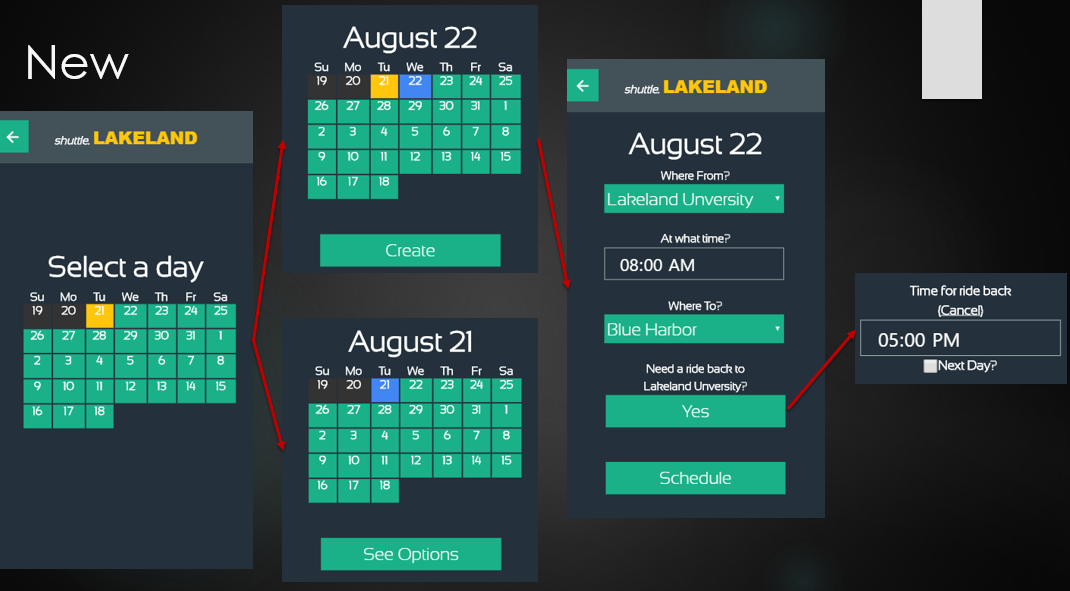 New
shuttle. LAKELAND
Select a day
Su Mo Tu We Th Fr Sa
19 20 21 22 23 24 25
26 27 28 29 30 31 1
2 3 4 5 6 7 8
9 10 11 12 13 14 15
16 17 18
August 22
Su Mo Tu We Th Fr Sa
19 20 21 22 23 24 25
26 27 28 29 30 31 1
2 3 4 5 6 7 8
9 10 11 12 13 14 15
16 17 18
Create
August 21
Su Mo Tu We Th Fr Sa
19 20 21 22 23 24 25
26 27 28 29 30 31 1
2 3 4 5 6 7 8
9 10 11 12 13 14 15
16 17 18
See Options
shuttle. LAKELAND
August 22
Where From?
Lakeland Unversity
At what time?
08:00 AM
Where To?
Blue Harbor
Need a ride back to
Lakeland Unversity?
Yes
Schedule
Time for ride back
(Cancel)
05:00 PM
Next Day?